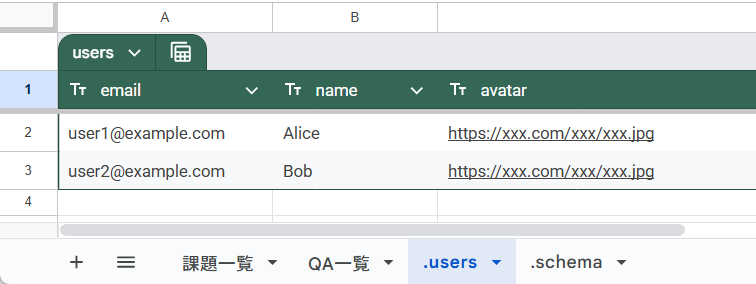 A B
users
1 Tт email Tт name Tт avatar
2 user1@example.com Alice https://xxx.com/xxx/xxx.jpg
3 user2@example.com Bob https://xxx.com/xxx/xxx.jpg
4
+ 課題一覧 QA一覧 .users .schema